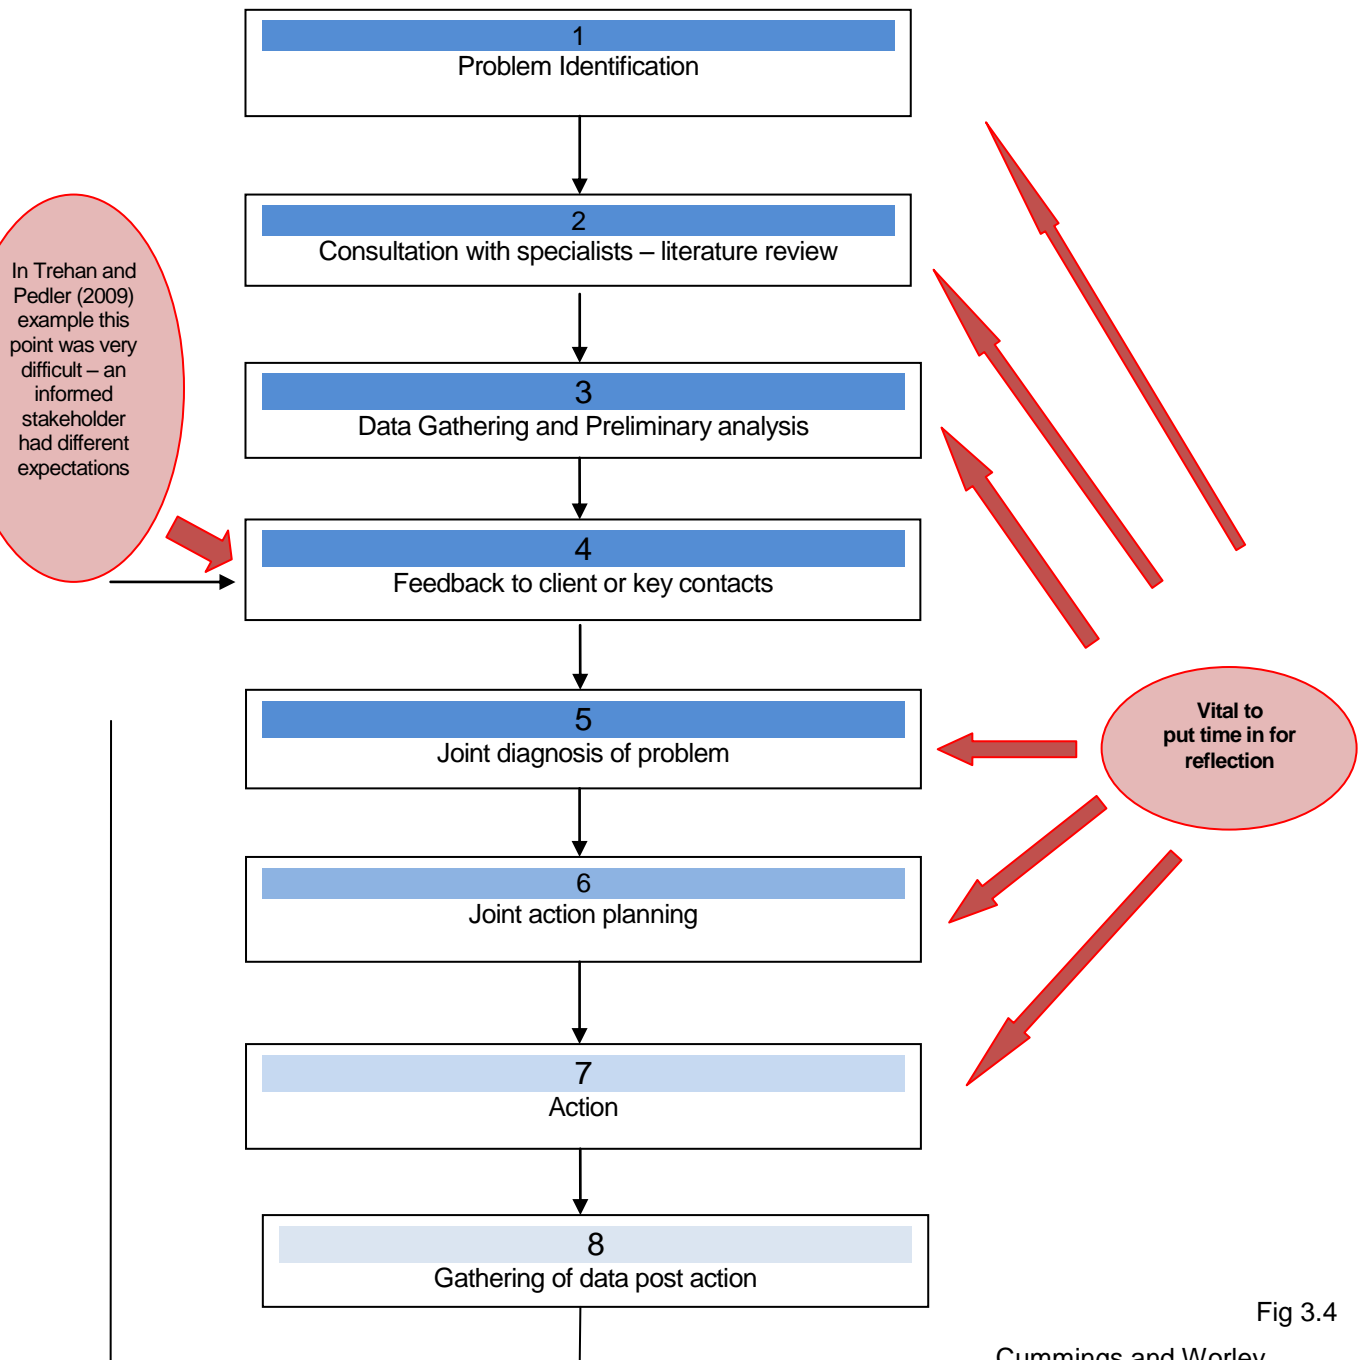 1
Problem Identification
2
Consultation with specialists – literature review
In Trehan and
Pedler (2009)
example this
point was very
difficult – an
informed
stakeholder
had different
expectations
3
Data Gathering and Preliminary analysis
4
Feedback to client or key contacts
5
Joint diagnosis of problem
Vital to
put time in for
reflection
6
Joint action planning
7
Action
8
Gathering of data post action
Fig 3.4
Cummings and Worley